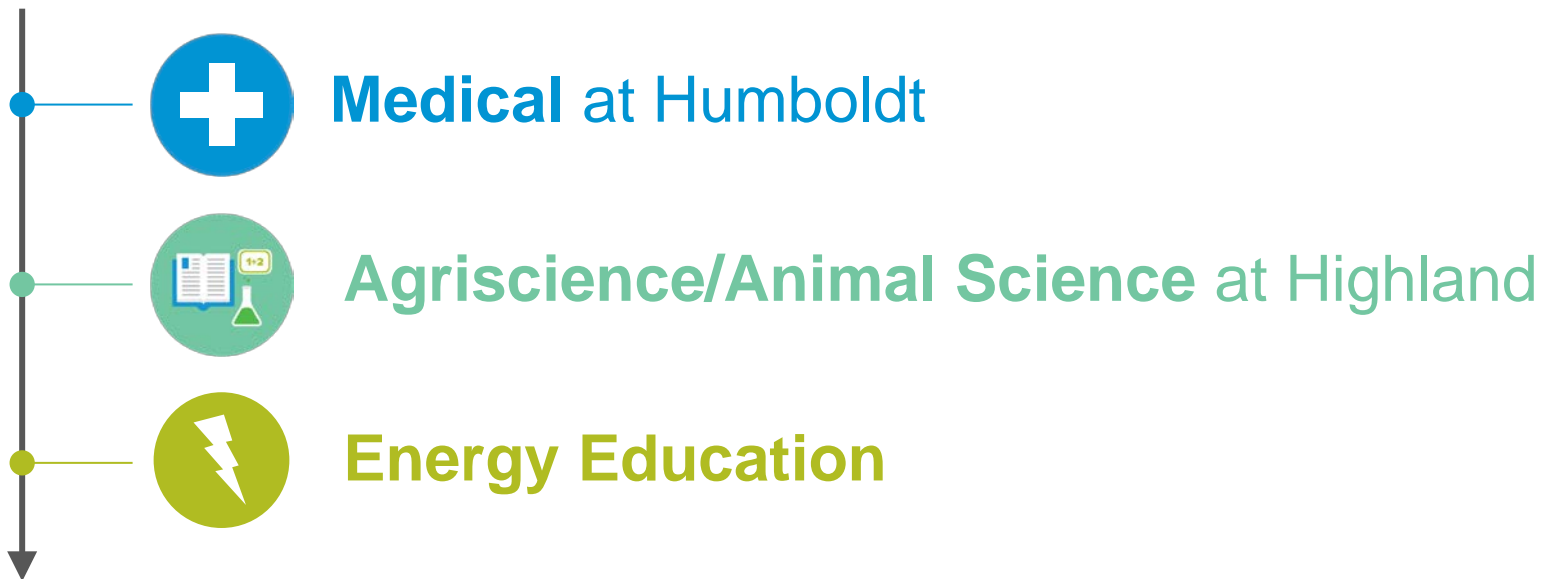 Medical at Humboldt
1+2
Agriscience/Animal Science at Highland
Energy Education